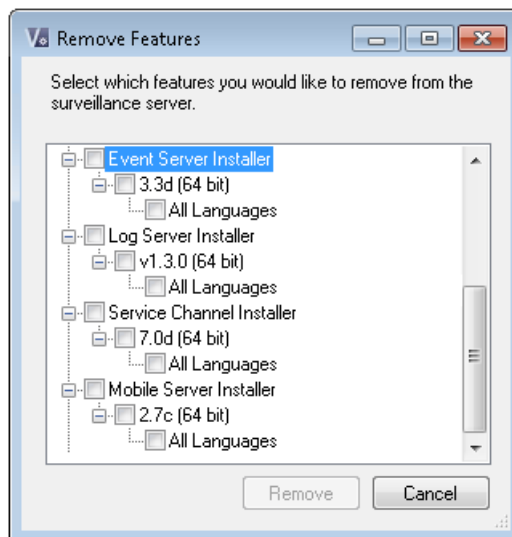 Remove Features
Select which features you would like to remove from the
surveillance server.
Event Server Installer
3.3d (64 bit)
All Languages
Log Server Installer
v1.3.0 (64 bit)
All Languages
Service Channel Installer
7.0d (64 bit)
All Languages
Mobile Server Installer
2.7c (64 bit)
All Languages
Remove
Cancel